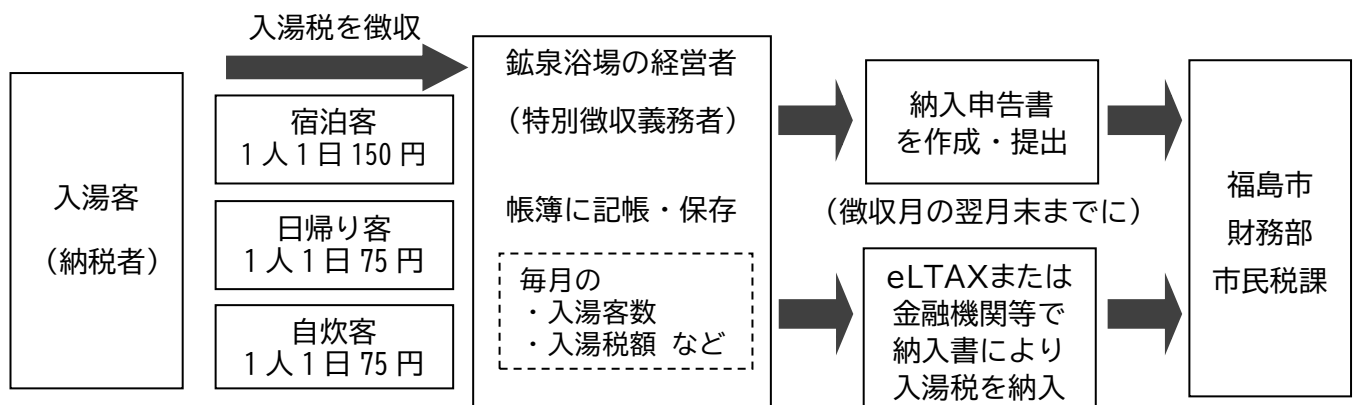 入湯税を徴収
入湯客
（納税者）
宿泊客
1人1日150円
日帰り客
1人1日75円
自炊客
1人1日75円
鉱泉浴場の経営者
（特別徴収義務者）
帳簿に記帳・保存
毎月の
・入湯客数
・入湯税額 など
納入申告書
を作成・提出
（徴収月の翌月末までに）
eLTAXまたは
金融機関等で
納入書により
入湯税を納入
福島市
財務部
市民税課